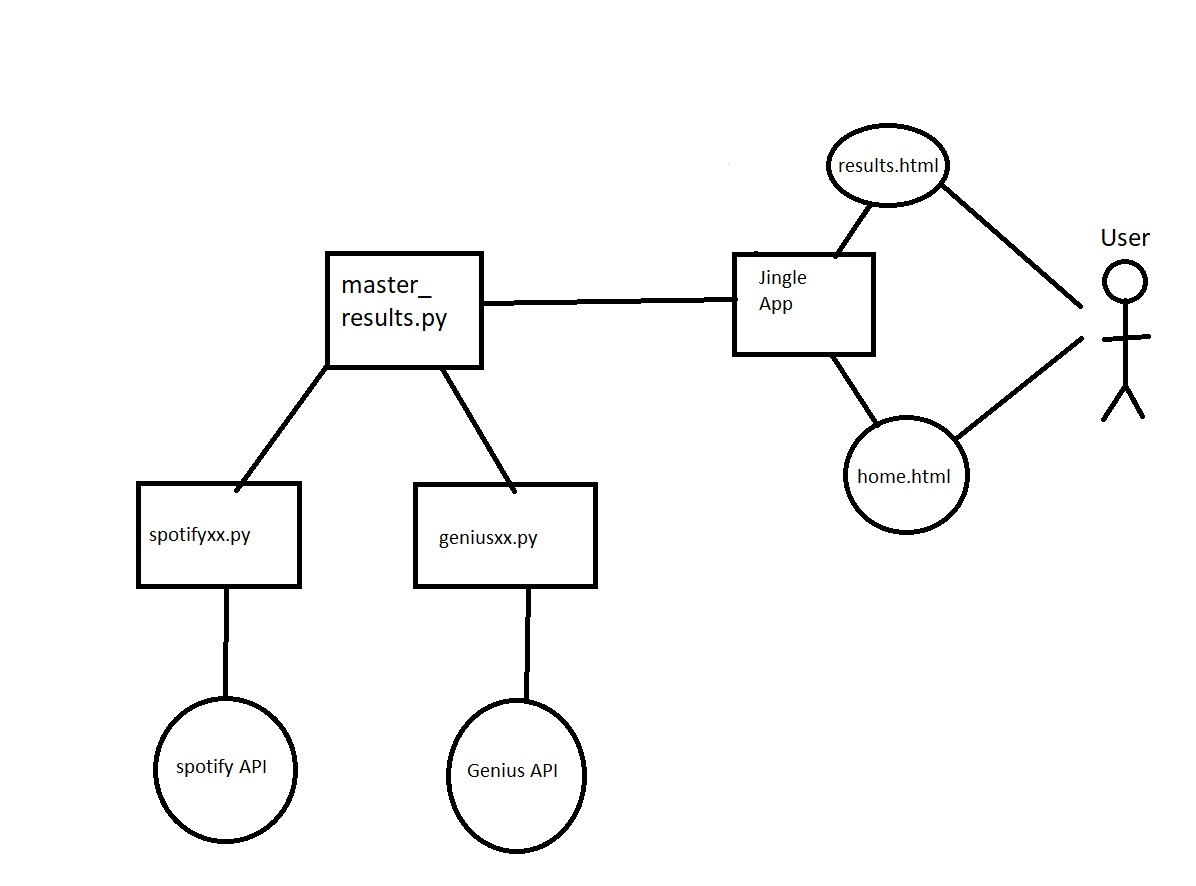 results.html
User
master_
results.py
Jingle
App
home.html
spotifyxx.py
geniusxx.py
spotify API
Genius API